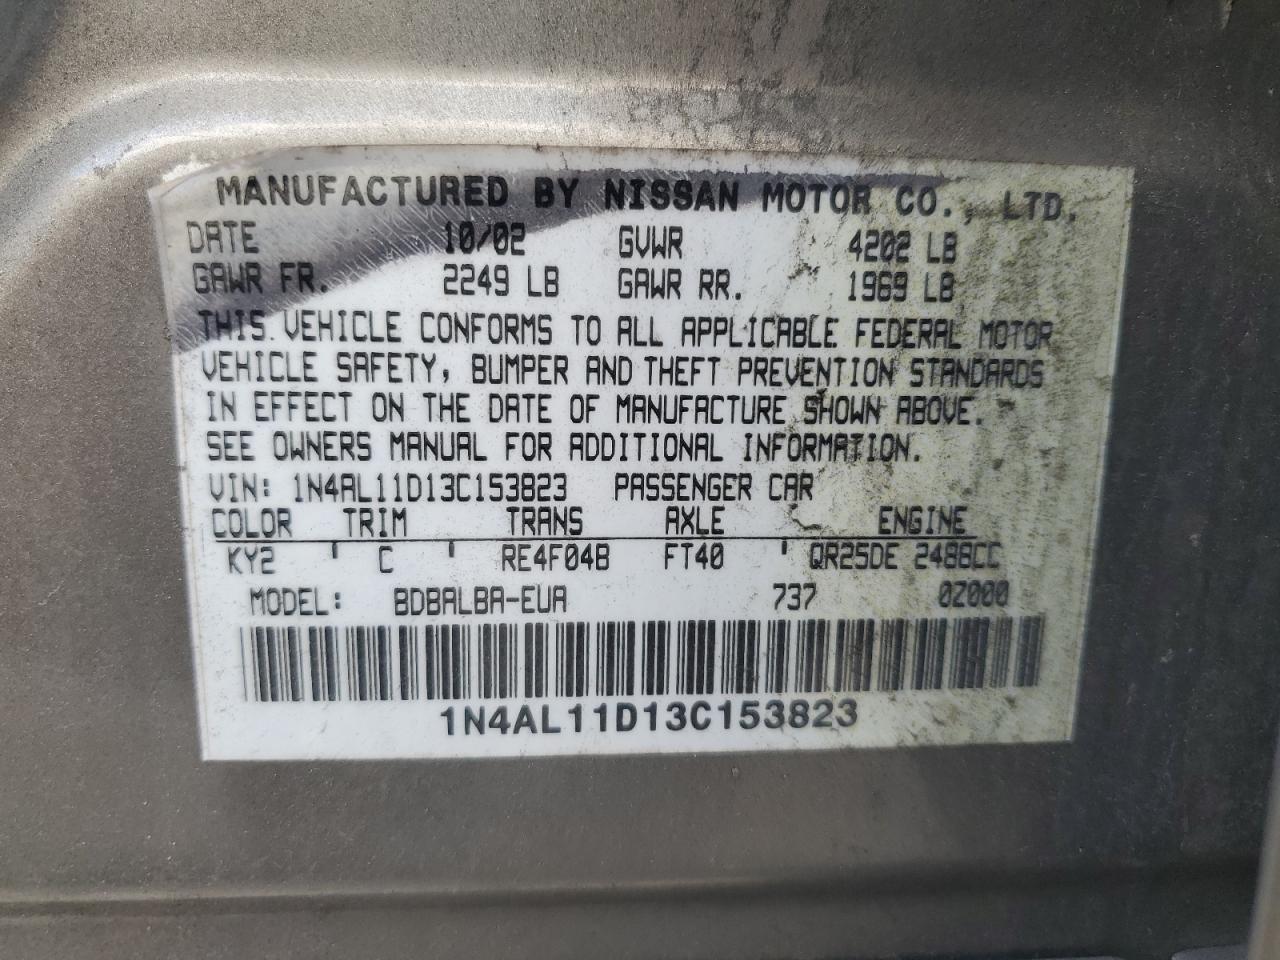 MANUFACTURED BY NISSAN MOTOR CO., LTD.
DATE 10/02 GVWR 4202 LB
GAWR FR. 2249 LB GAWR RR. 1969 LB
THIS VEHICLE CONFORMS TO ALL APPLICABLE FEDERAL MOTOR
VEHICLE SAFETY, BUMPER AND THEFT PREVENTION STANDARDS
IN EFFECT ON THE DATE OF MANUFACTURE SHOWN ABOVE.
SEE OWNERS MANUAL FOR ADDITIONAL INFORMATION.
VIN: 1N4AL11D13C153823 PASSENGER CAR
COLOR TRIM TRANS AXLE ENGINE
KY2 ' C ' RE4F04B FT40 ' QR25DE 2488CC
MODEL: BDBALBA-EUA 737 0Z000
1N4AL11D13C153823